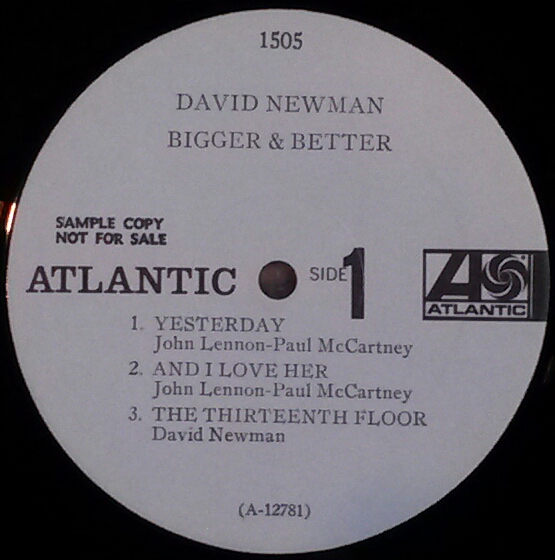 1505
DAVID NEWMAN
BIGGER & BETTER
SAMPLE COPY
NOT FOR SALE
ATLANTIC
SIDE 1
ATLANTIC
1. YESTERDAY
John Lennon-Paul McCartney
2. AND I LOVE HER
John Lennon-Paul McCartney
3. THE THIRTEENTH FLOOR
David Newman
(A-12781)